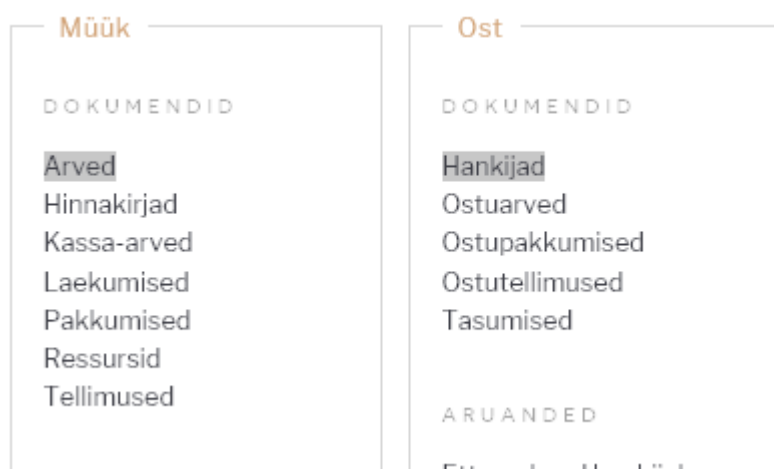 Müük
DOKUMENDID
Arved
Hinnakirjad
Kassa-arved
Laekumised
Pakkumised
Ressursid
Tellimused
Ost
DOKUMENDID
Hankijad
Ostuarved
Ostupakkumised
Ostutellimused
Tasumised
ARUANDED